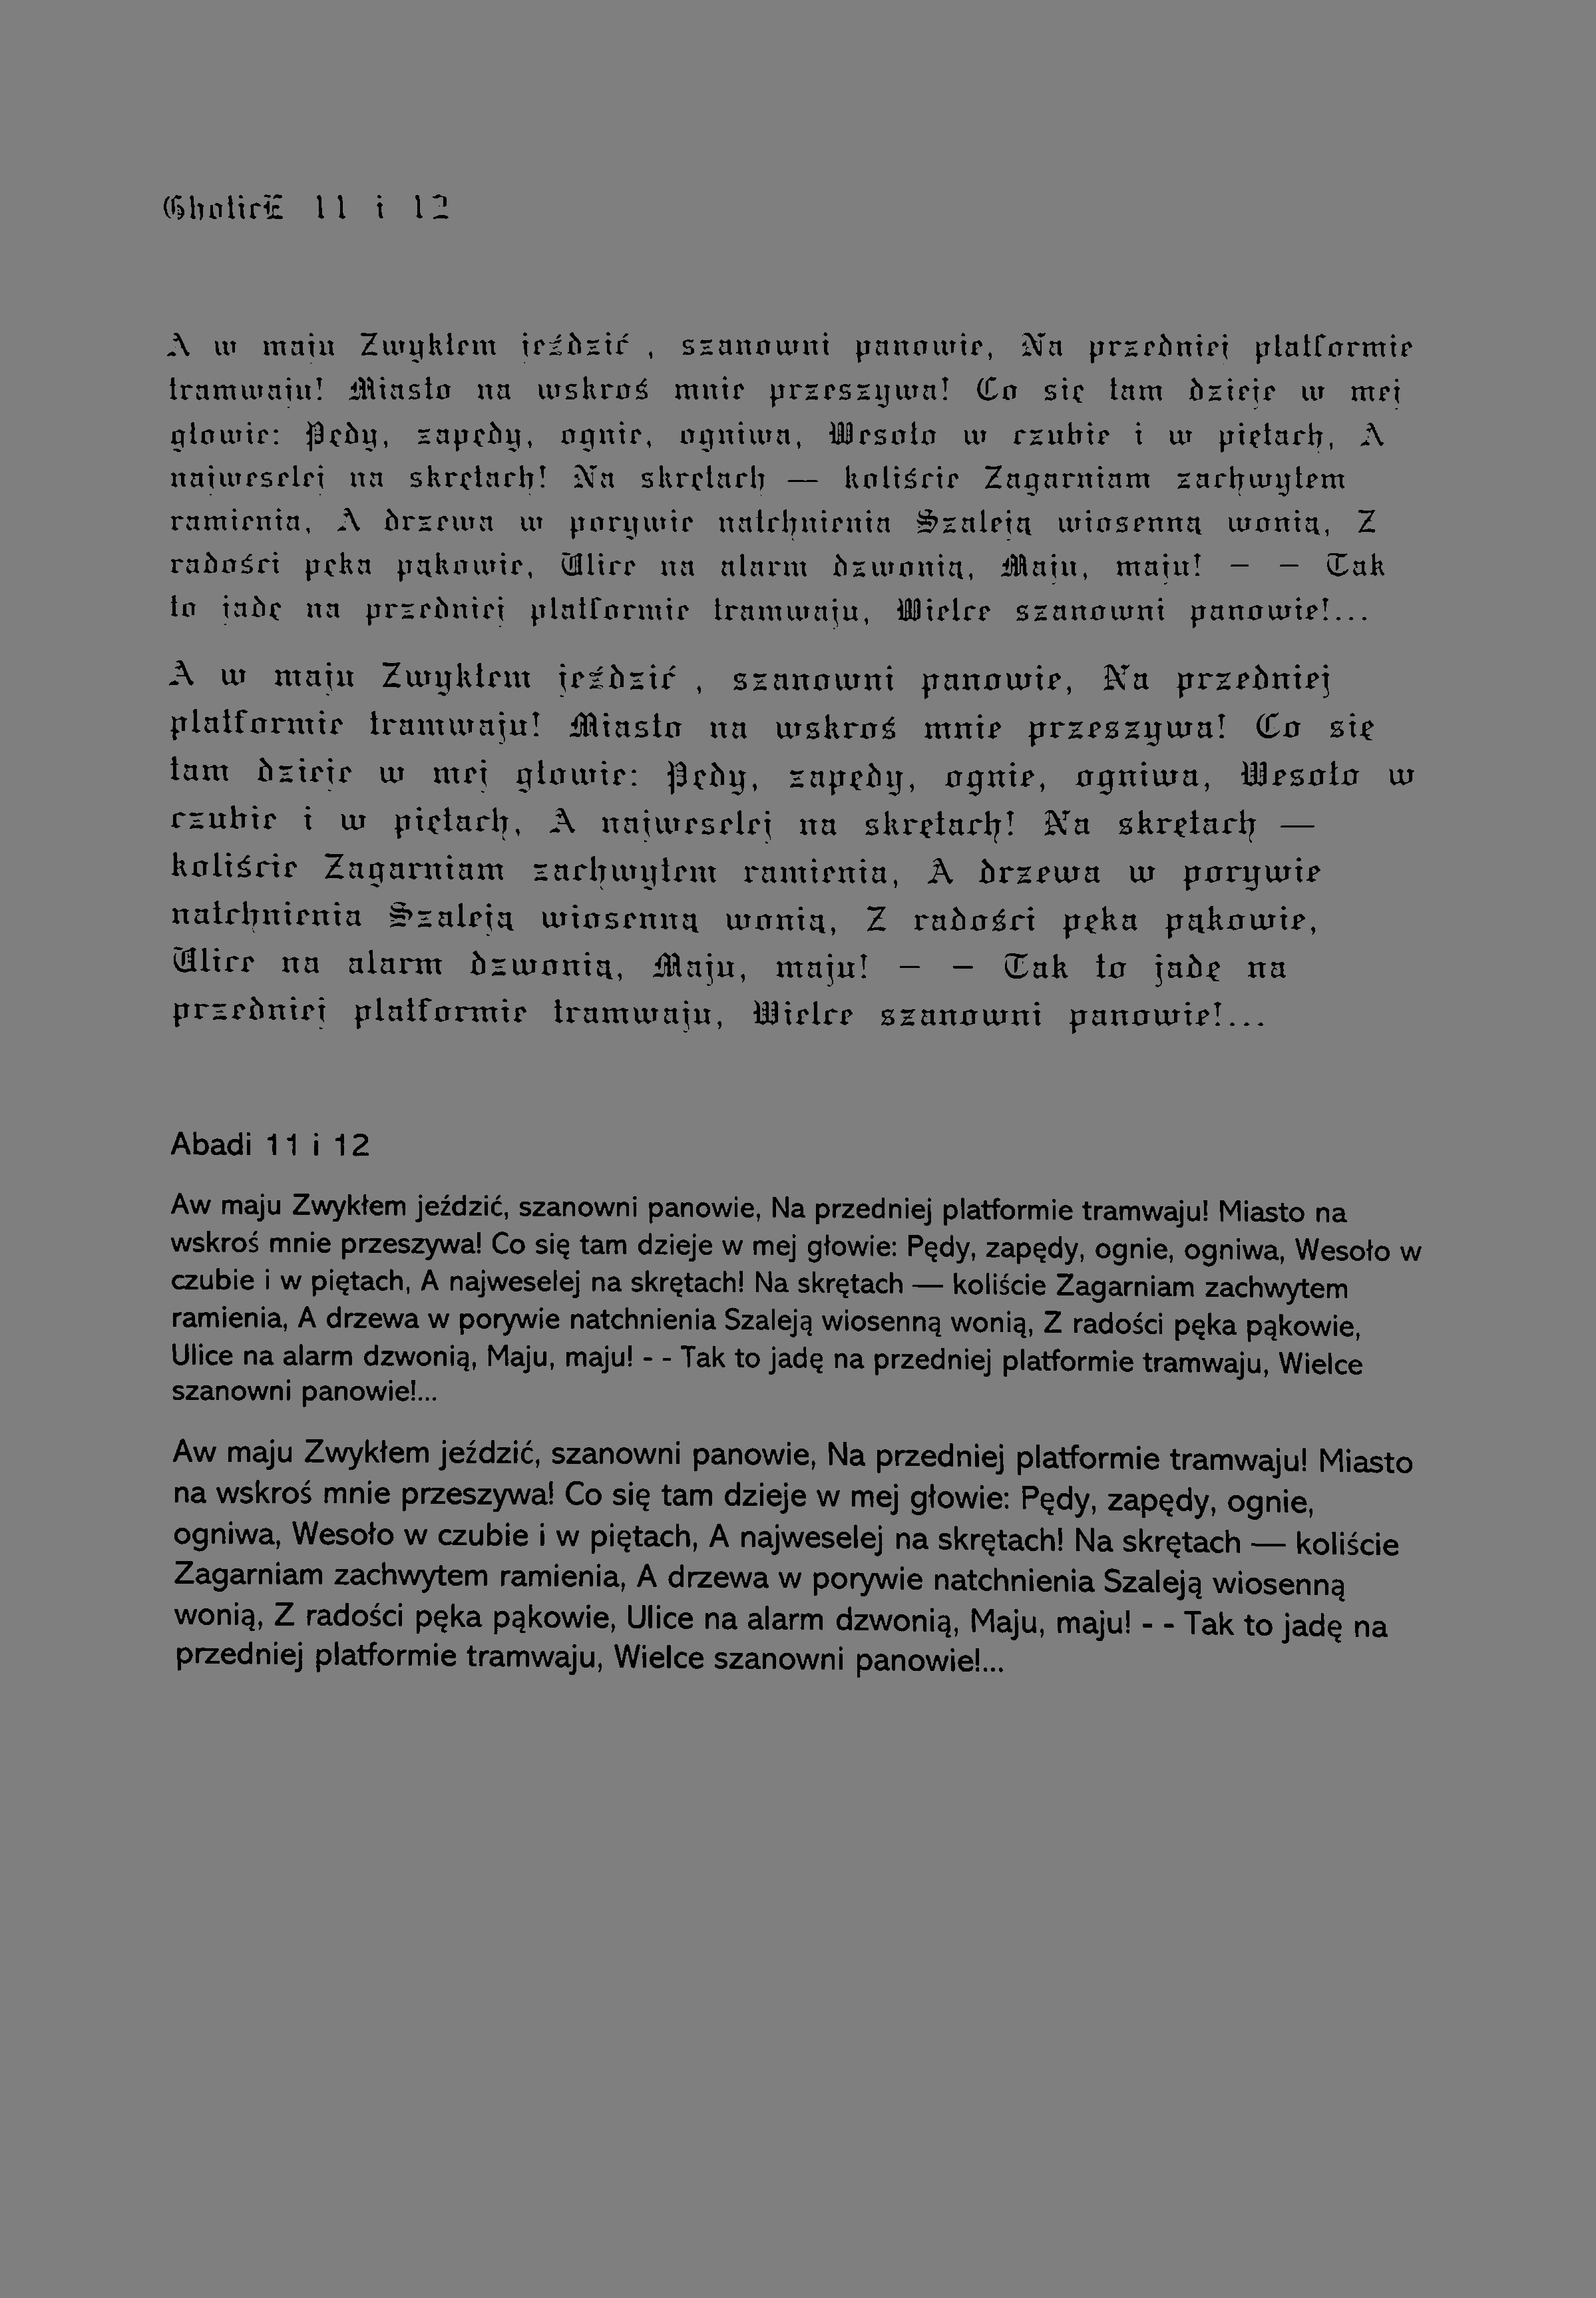 GhoticE 11 i 12
A w maju Zwykłem jeździć , szanowni panowie, Na przedniej platformie
tramwaju! Miasto na wskroś mnie przeszywa! Co się tam dzieje w mej
głowie: Pędy, zapędy, ognie, ogniwa, Wesoło w czubie i w piętach, A
najweselej na skrętach! Na skrętach — koliście Zagarniam zachwytem
ramienia, A drzewa w porywie natchnienia Szaleją wiosenną wonią, Z
radości pęka pąkowie, Ulice na alarm dzwonią, Maju, maju! – – Tak
to jadę na przedniej platformie tramwaju, Wielce szanowni panowie!...
A w maju Zwykłem jeździć , szanowni panowie, Na przedniej
platformie tramwaju! Miasto na wskroś mnie przeszywa! Co się
tam dzieje w mej głowie: Pędy, zapędy, ognie, ogniwa, Wesoło w
czubie i w piętach, A najweselej na skrętach! Na skrętach —
koliście Zagarniam zachwytem ramienia, A drzewa w porywie
natchnienia Szaleją wiosenną wonią, Z radości pęka pąkowie,
Ulice na alarm dzwonią, Maju, maju! – – Tak to jadę na
przedniej platformie tramwaju, Wielce szanowni panowie!...
Abadi 11 i 12
Aw maju Zwykłem jeździć, szanowni panowie, Na przedniej platformie tramwaju! Miasto na
wskroś mnie przeszywa! Co się tam dzieje w mej głowie: Pędy, zapędy, ognie, ogniwa, Wesoło w
czubie i w piętach, A najweselej na skrętach! Na skrętach — koliście Zagarniam zachwytem
ramienia, A drzewa w porywie natchnienia Szaleją wiosenną wonią, Z radości pęka pąkowie,
Ulice na alarm dzwonią, Maju, maju! - - Tak to jadę na przedniej platformie tramwaju, Wielce
szanowni panowie!...
Aw maju Zwykłem jeździć, szanowni panowie, Na przedniej platformie tramwaju! Miasto
na wskroś mnie przeszywa! Co się tam dzieje w mej głowie: Pędy, zapędy, ognie,
ogniwa, Wesoło w czubie i w piętach, A najweselej na skrętach! Na skrętach — koliście
Zagarniam zachwytem ramienia, A drzewa w porywie natchnienia Szaleją wiosenną
wonią, Z radości pęka pąkowie, Ulice na alarm dzwonią, Maju, maju! - - Tak to jadę na
przedniej platformie tramwaju, Wielce szanowni panowie!...